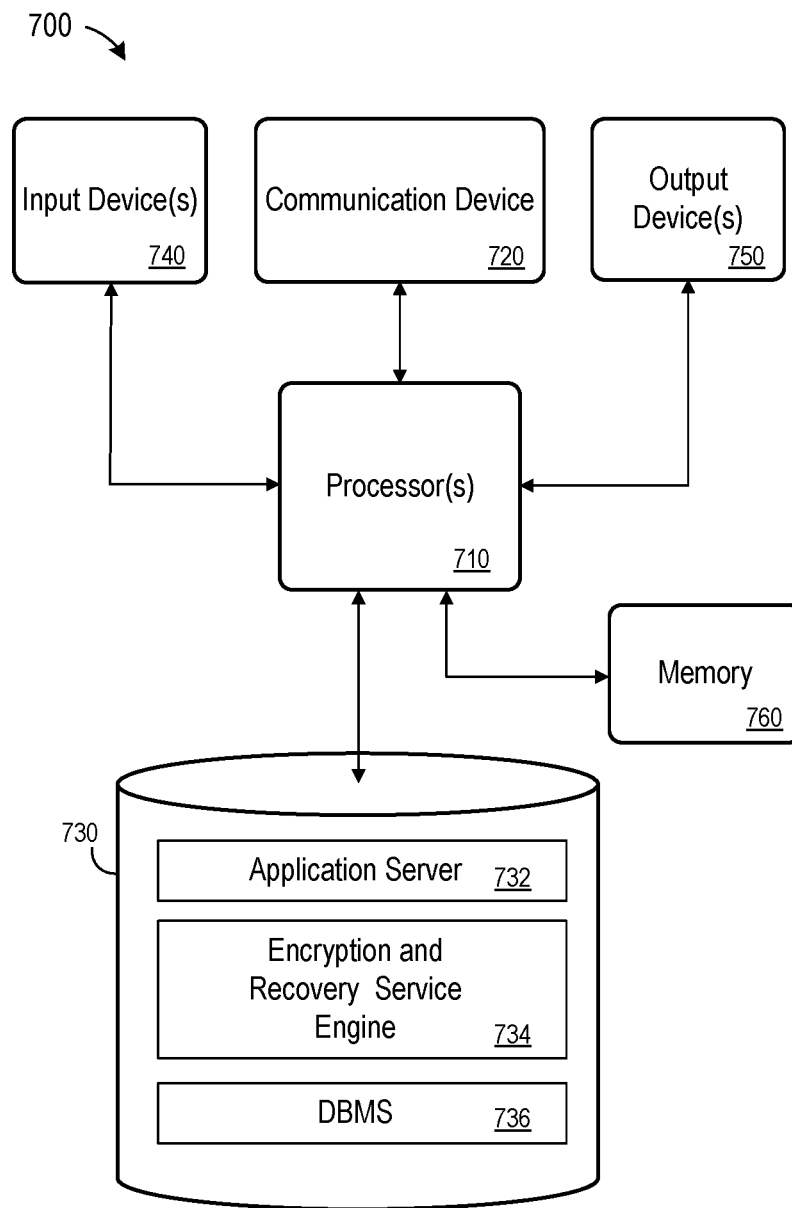 700
Input Device(s)
740
Communication Device
720
Output
Device(s)
750
Processor(s)
710
Memory
760
730
Application Server 732
Encryption and
Recovery Service
Engine 734
DBMS 736